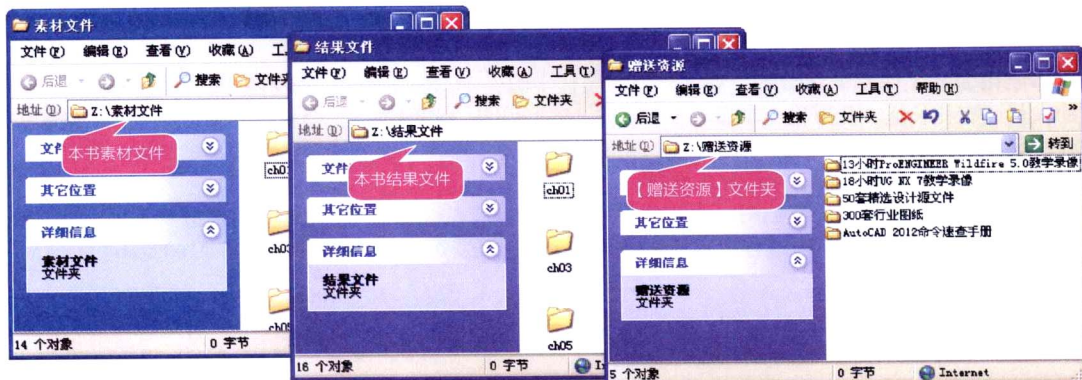 素材文件
文件(F) 编辑(E) 查看(V) 收藏(A) 工
后退 搜索 文件夹
地址(D) Z:\素材文件
本书素材文件
其它位置
详细信息
素材文件
文件夹
ch03
14 个对象 0 字节
结果文件
文件(F) 编辑(E) 查看(V) 收藏(A) 工具(T)
后退 搜索 文件夹
地址(D) Z:\结果文件
本书结果文件
其它位置
详细信息
结果文件
文件夹
ch01
ch03
ch05
16 个对象 0 字节
赠送资源
文件(F) 编辑(E) 查看(V) 收藏(A) 工具(T) 帮助(H)
后退 搜索 文件夹
地址(D) Z:\赠送资源 转到
【赠送资源】文件夹
其它位置
详细信息
赠送资源
文件夹
13小时ProENGINEER Wildfire 5.0教学录像
18小时UG NX 7教学录像
50套精选设计源文件
300套行业图纸
AutoCAD 2012命令速查手册
5 个对象 0 字节 Internet